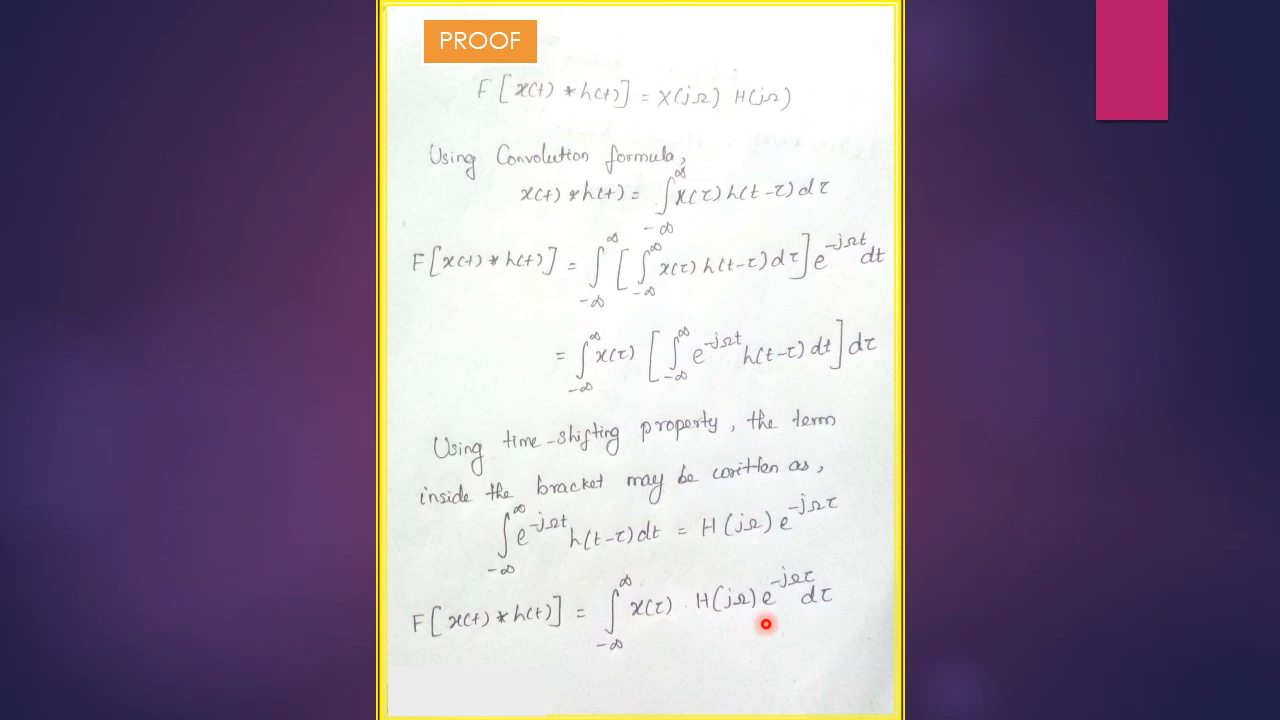 PROOF
F[x(t) * h(t)] = X(jΩ) H(jΩ)
Using Convolution formula,
x(t) * h(t) = ∫_{-∞}^{∞} x(τ) h(t-τ) dτ
F[x(t) * h(t)] = ∫_{-∞}^{∞} [∫_{-∞}^{∞} x(τ) h(t-τ) dτ] e^{-jΩt} dt
= ∫_{-∞}^{∞} x(τ) [∫_{-∞}^{∞} e^{-jΩt} h(t-τ) dt] dτ
Using time-shifting property, the term
inside the bracket may be written as,
∫_{-∞}^{∞} e^{-jΩt} h(t-τ) dt = H(jΩ) e^{-jΩτ}
F[x(t) * h(t)] = ∫_{-∞}^{∞} x(τ) . H(jΩ) e^{-jΩτ} dτ